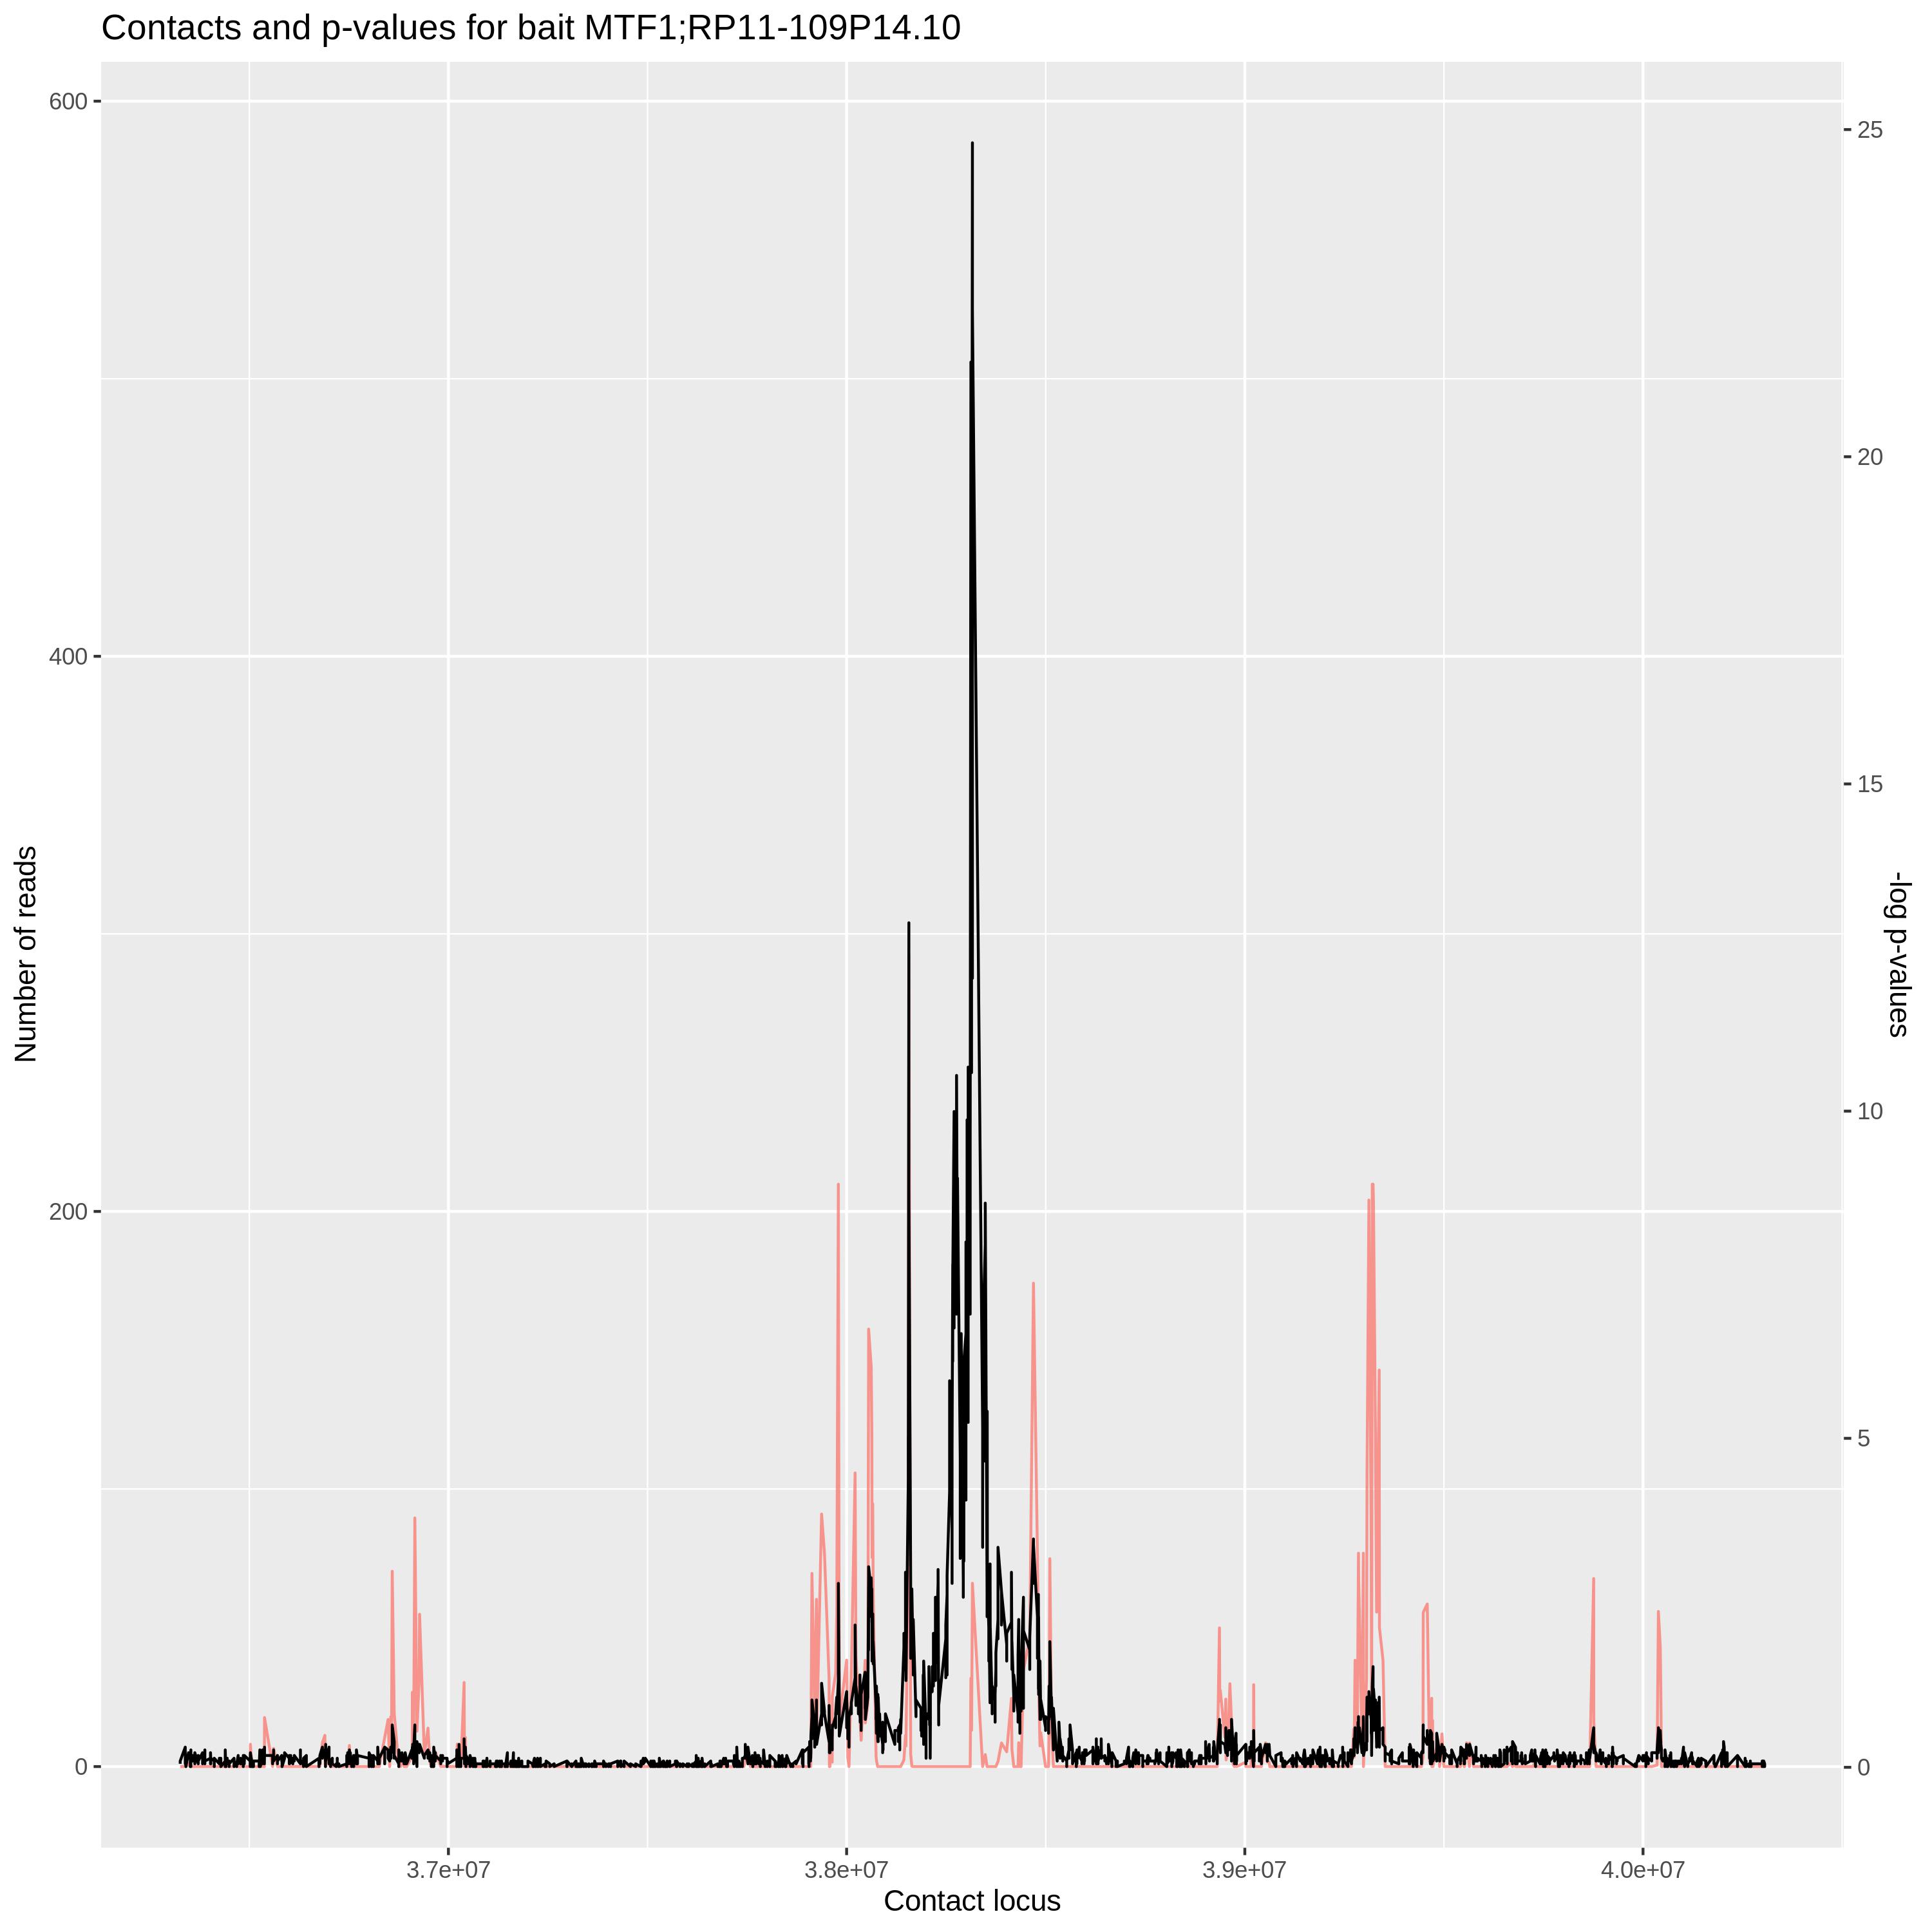 Contacts and p-values for bait MTF1;RP11-109P14.10
600
400
200
0
Number of reads
25
20
15
10
5
0
-log p-values
3.7e+07
3.8e+07
3.9e+07
4.0e+07
Contact locus